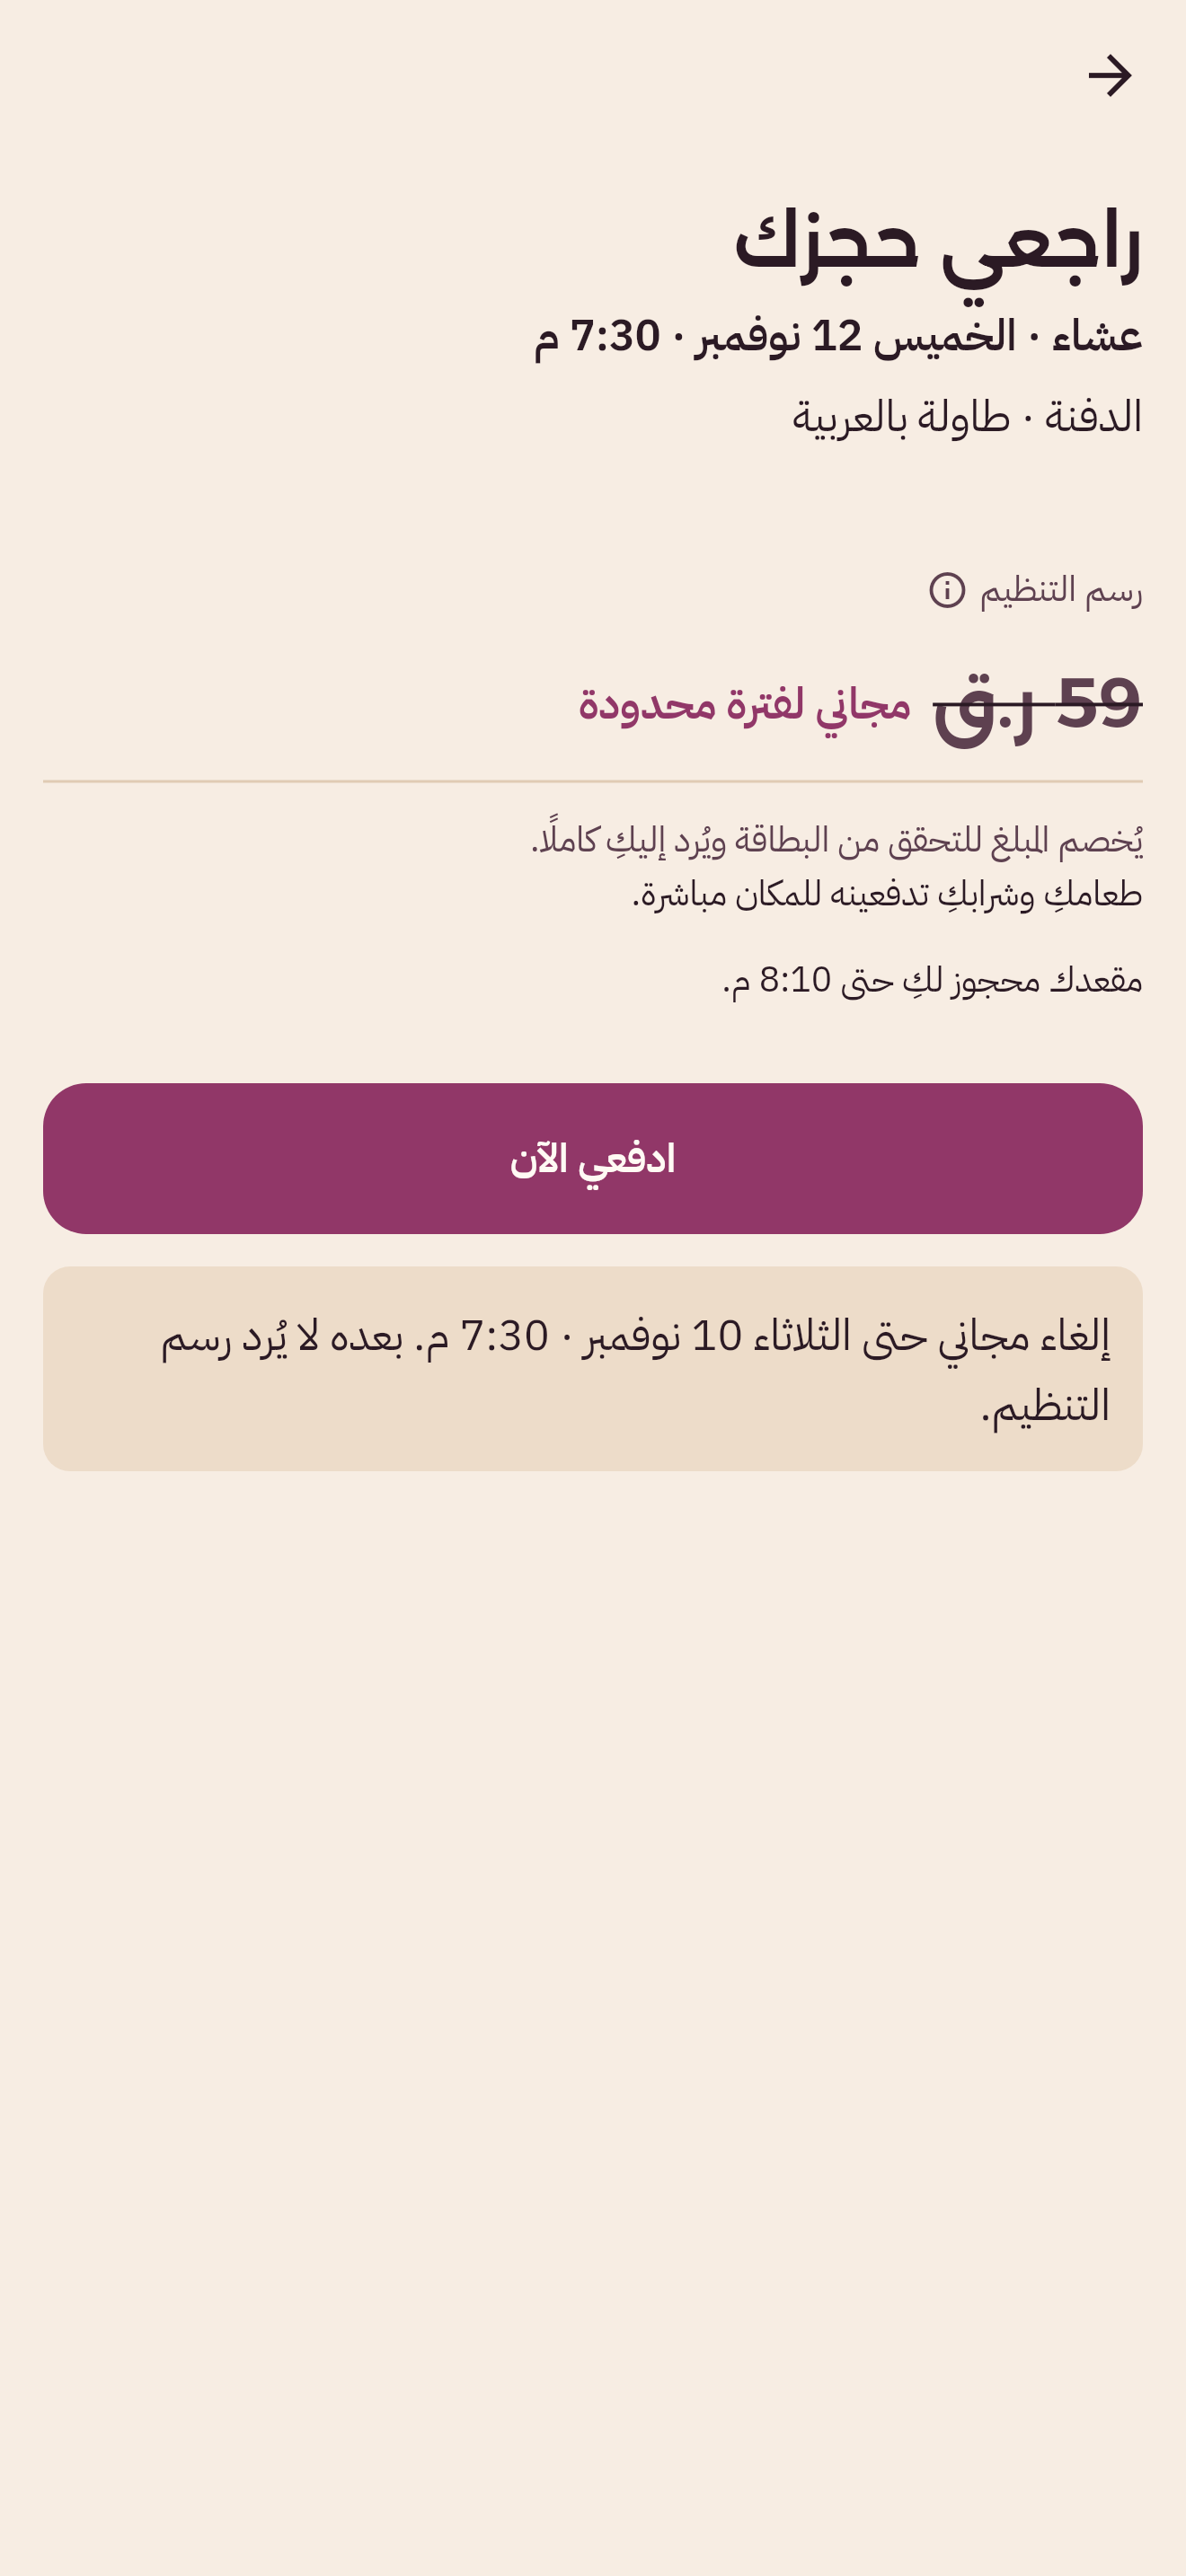 راجعي حجزك
عشاء · الخميس 12 نوفمبر · 7:30 م
الدفنة · طاولة بالعربية
رسم التنظيم
59 ر.ق مجاني لفترة محدودة
يُخصم المبلغ للتحقق من البطاقة ويُرد إليكِ كاملًا.
طعامكِ وشرابكِ تدفعينه للمكان مباشرة.
مقعدك محجوز لكِ حتى 8:10 م.
ادفعي الآن
إلغاء مجاني حتى الثلاثاء 10 نوفمبر · 7:30 م. بعده لا يُرد رسم
التنظيم.